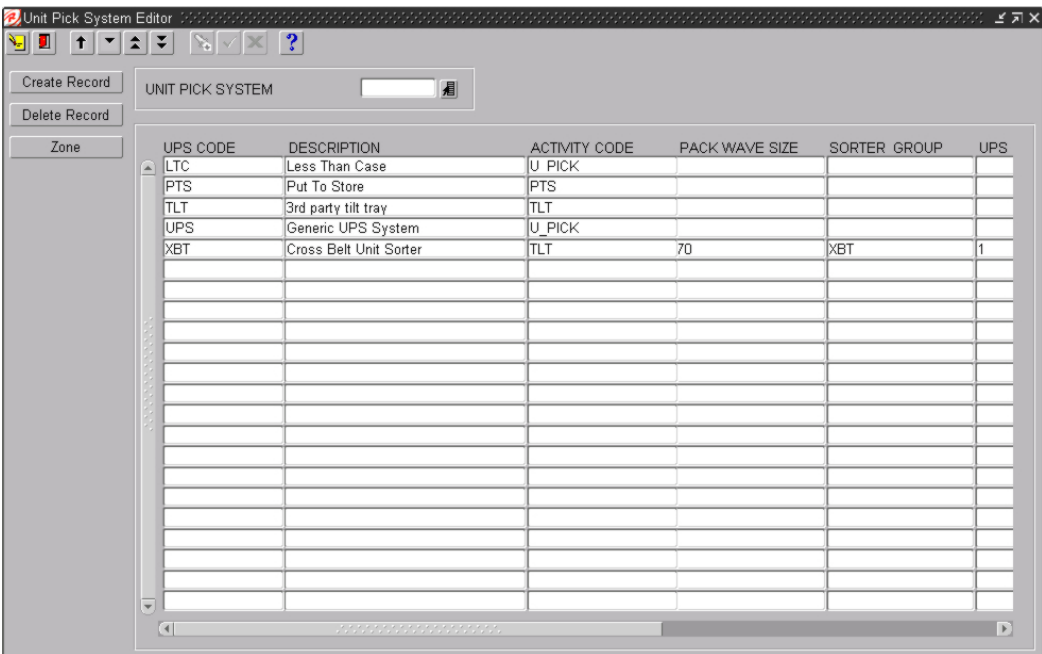 Unit Pick System Editor
?
Create Record
UNIT PICK SYSTEM
Delete Record
Zone
UPS CODE DESCRIPTION ACTIVITY CODE PACK WAVE SIZE SORTER GROUP UPS
LTC Less Than Case U_PICK
PTS Put To Store PTS
TLT 3rd party tilt tray TLT
UPS Generic UPS System U_PICK
XBT Cross Belt Unit Sorter TLT 70 XBT 1